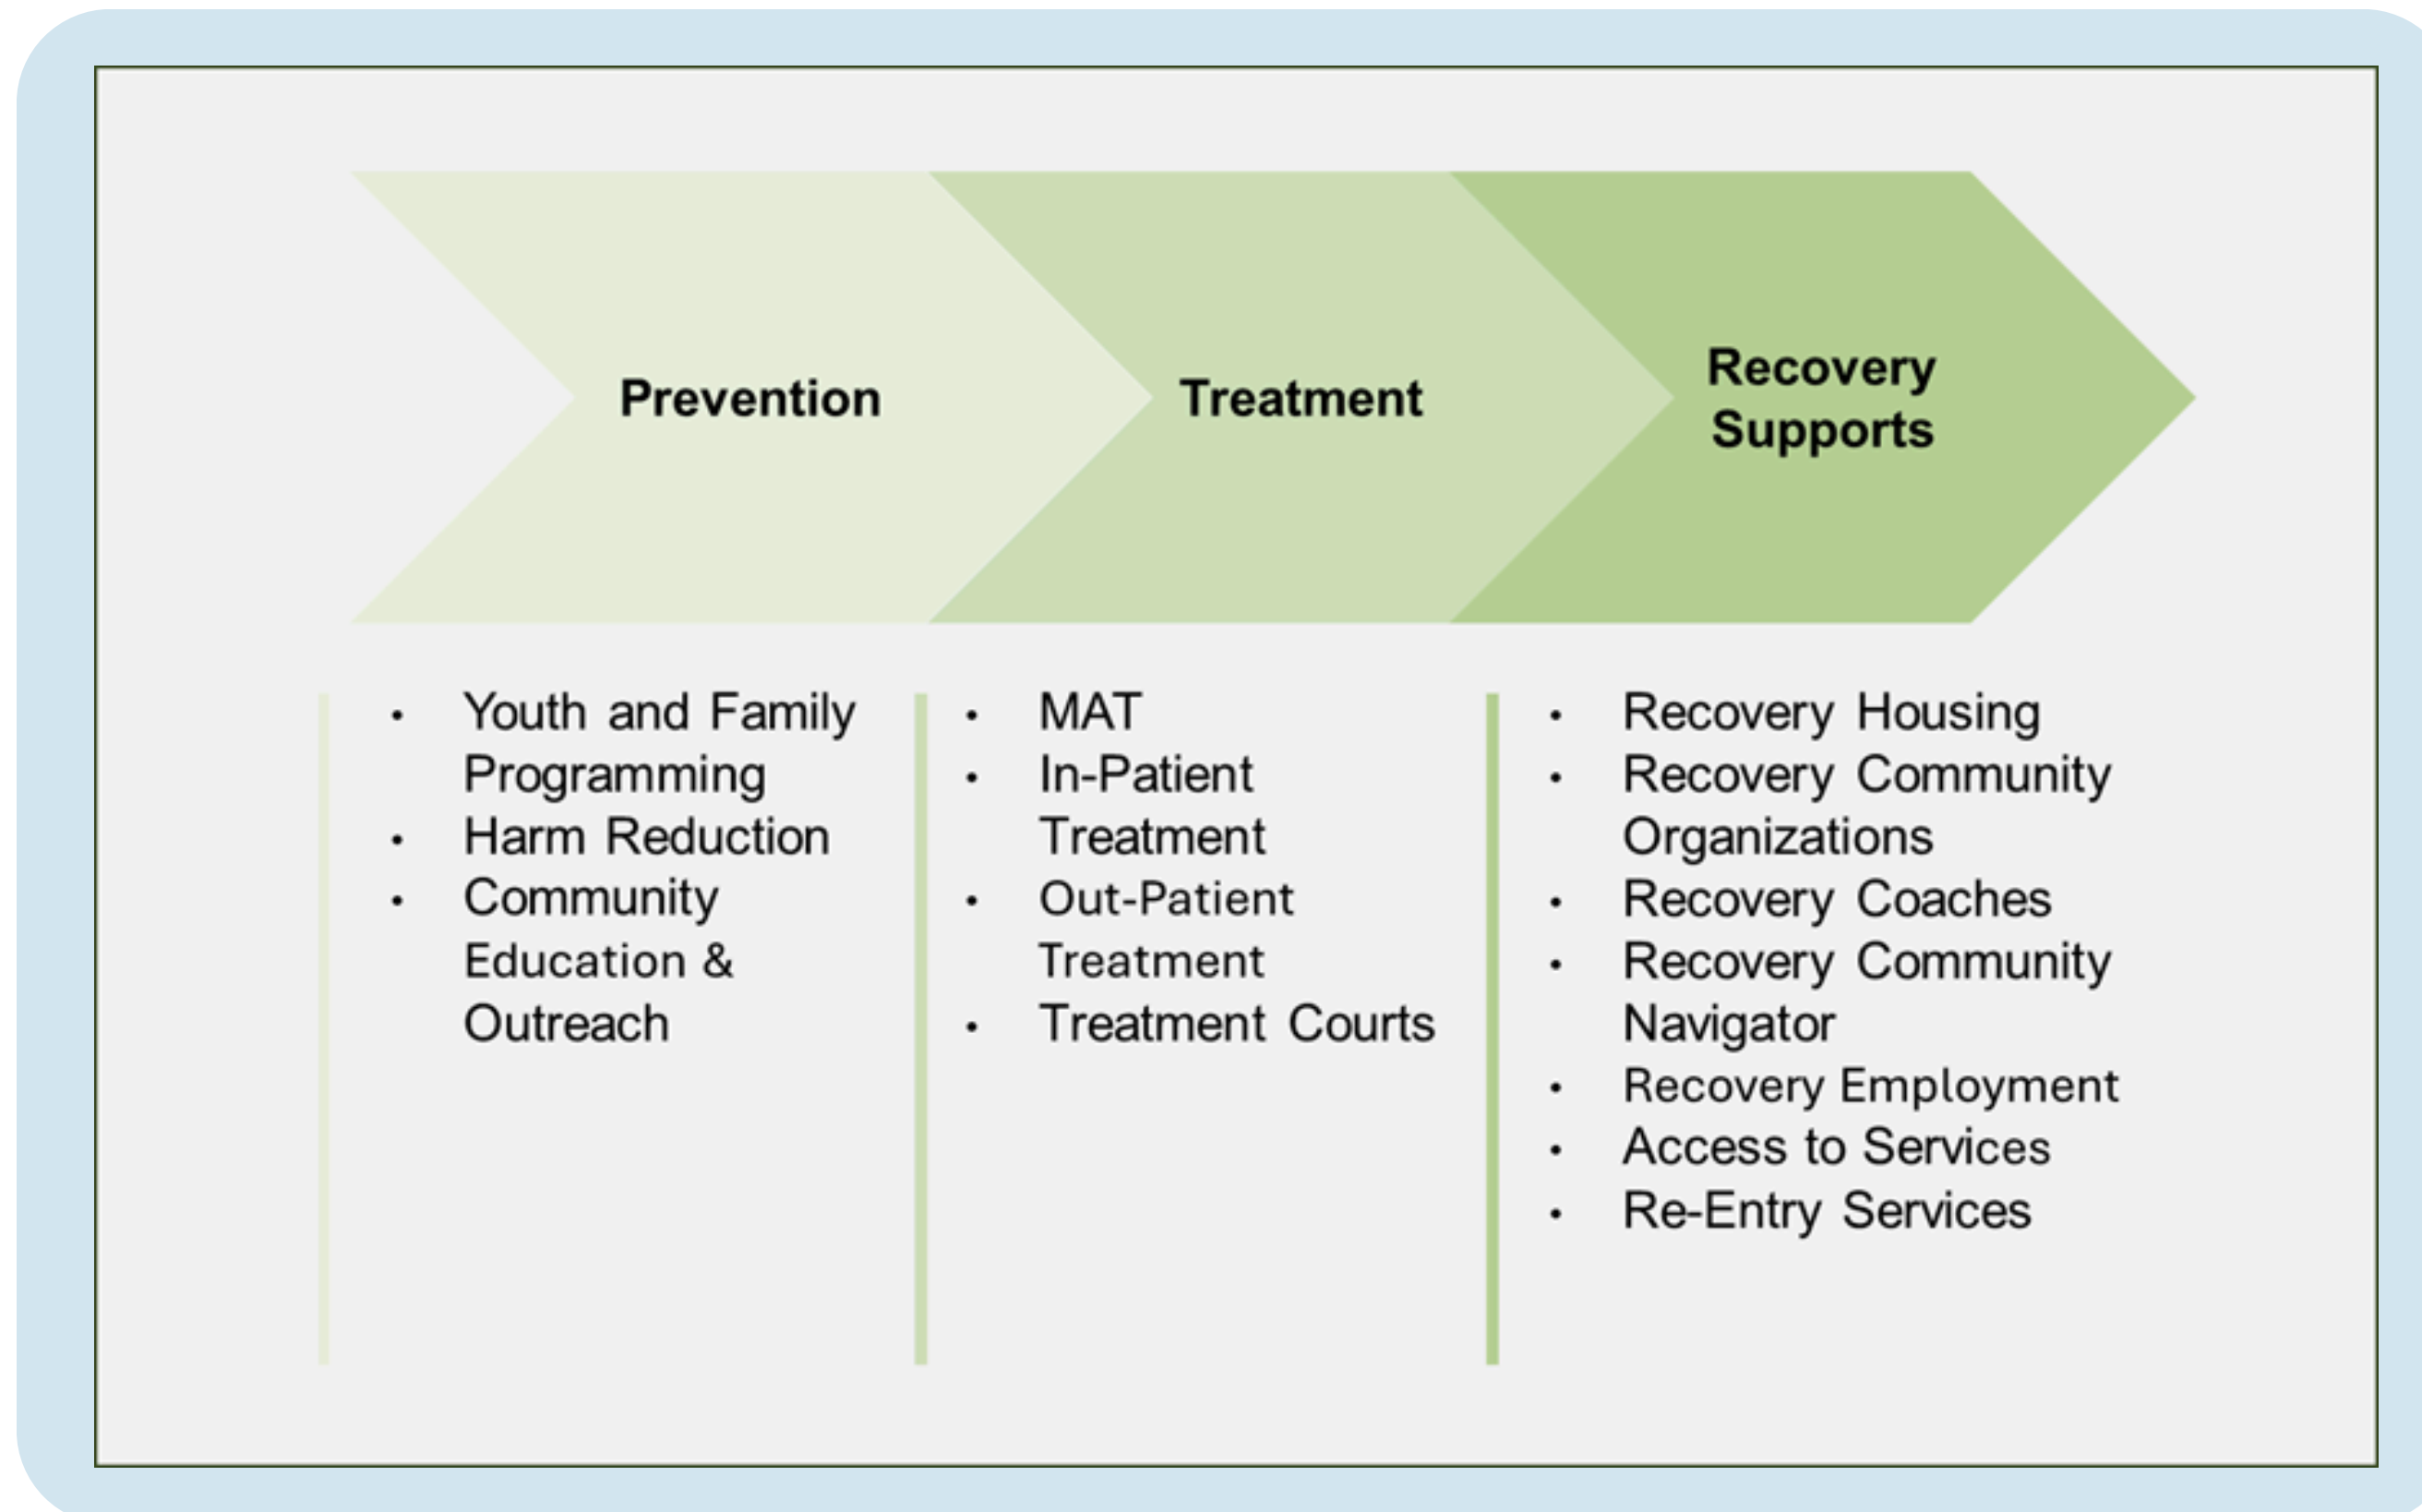 Prevention
Treatment
Recovery
Supports
• Youth and Family
Programming
• Harm Reduction
• Community
Education &
Outreach
• MAT
• In-Patient
Treatment
• Out-Patient
Treatment
• Treatment Courts
• Recovery Housing
• Recovery Community
Organizations
• Recovery Coaches
• Recovery Community
Navigator
• Recovery Employment
• Access to Services
• Re-Entry Services